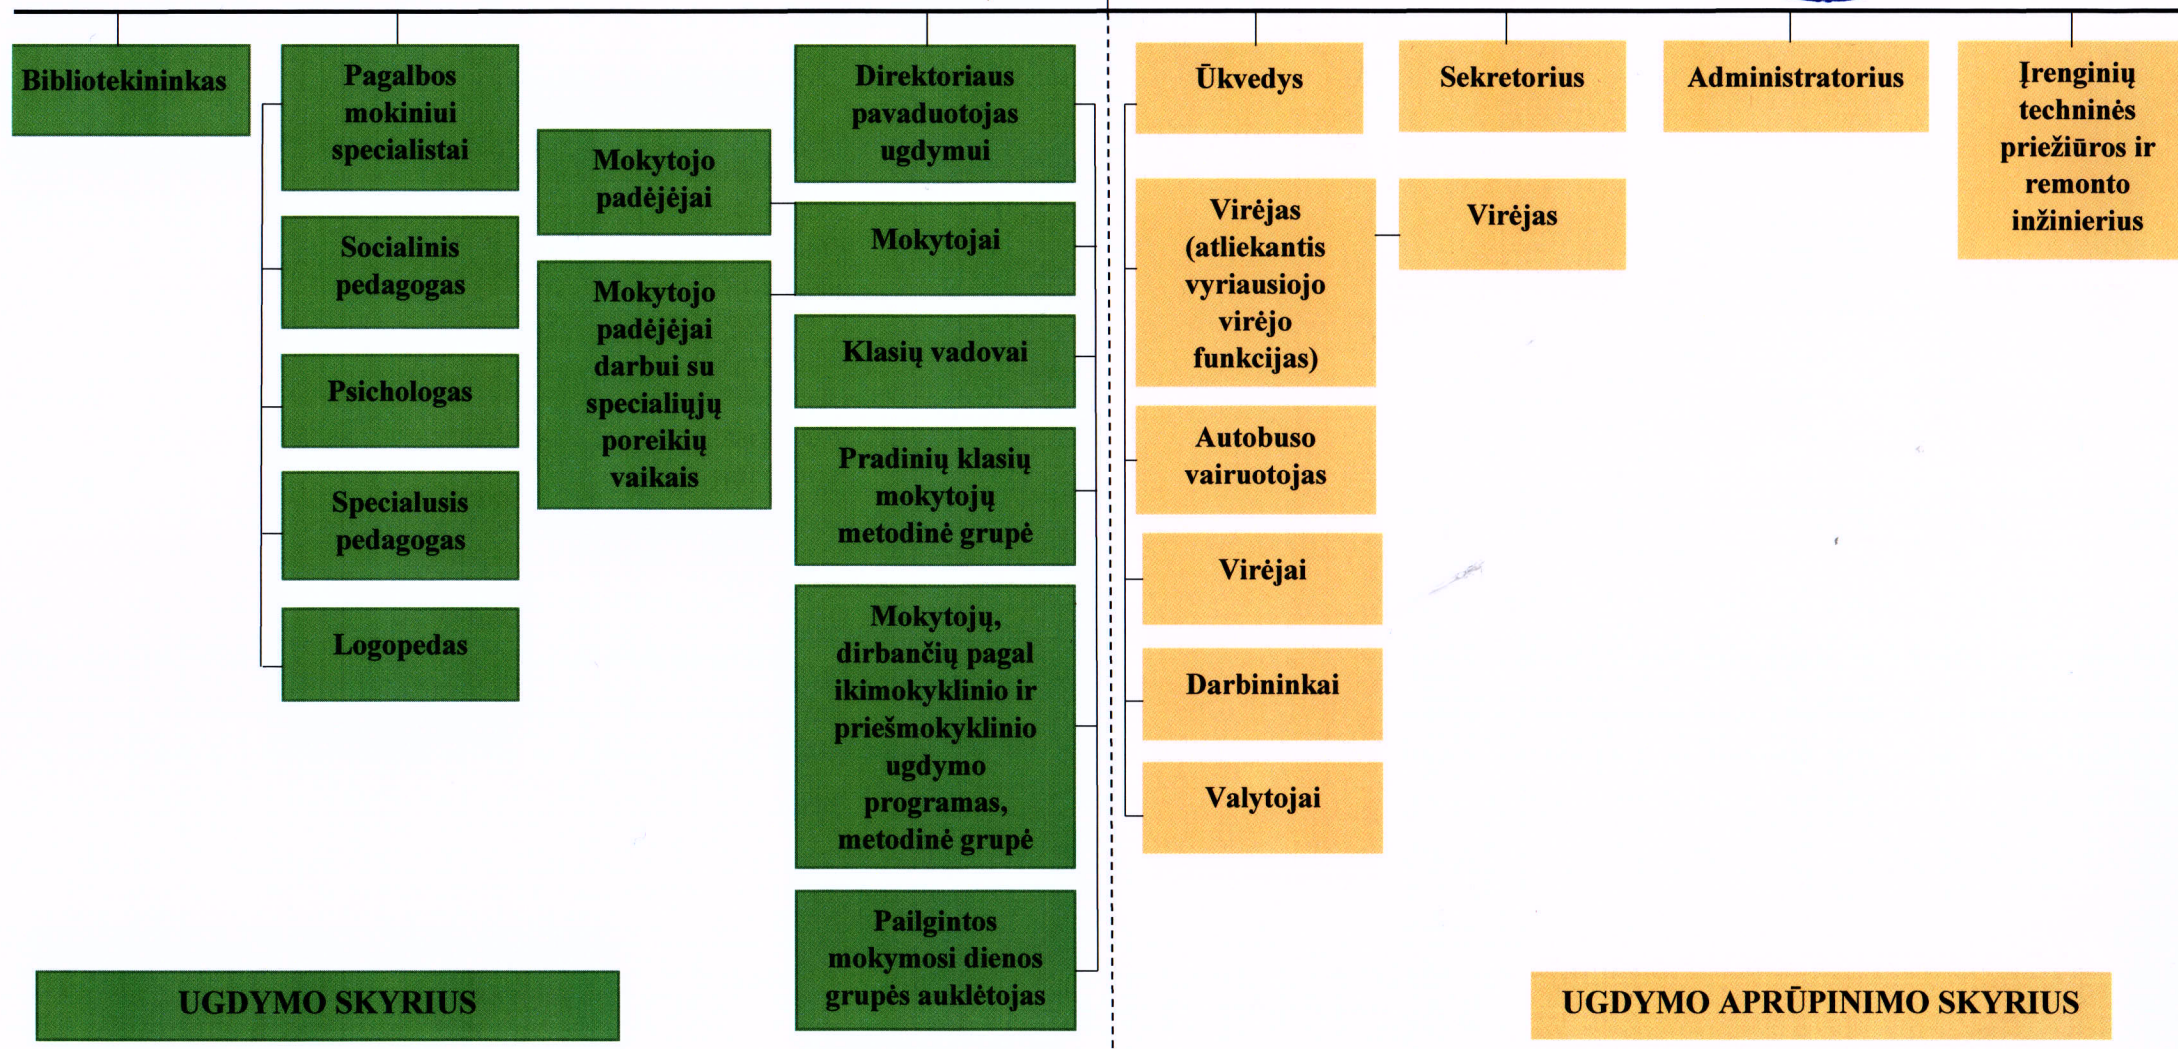 Bibliotekininkas
Pagalbos
mokiniui
specialistai
Socialinis
pedagogas
Psichologas
Specialusis
pedagogas
Logopedas
Mokytojo
padėjėjai
Mokytojo
padėjėjai
darbui su
specialiųjų
poreikių
vaikais
Direktoriaus
pavaduotojas
ugdymui
Mokytojai
Klasių vadovai
Pradinių klasių
mokytojų
metodinė grupė
Mokytojų,
dirbančių pagal
ikimokyklinio ir
priešmokyklinio
ugdymo
programas,
metodinė grupė
Pailgintos
mokymosi dienos
grupės auklėtojas
Ūkvedys
Virėjas
(atliekantis
vyriausiojo
virėjo
funkcijas)
Autobuso
vairuotojas
Virėjai
Darbininkai
Valytojai
Sekretorius
Virėjas
Administratorius
Įrenginių
techninės
priežiūros ir
remonto
inžinierius
UGDYMO SKYRIUS
UGDYMO APRŪPINIMO SKYRIUS